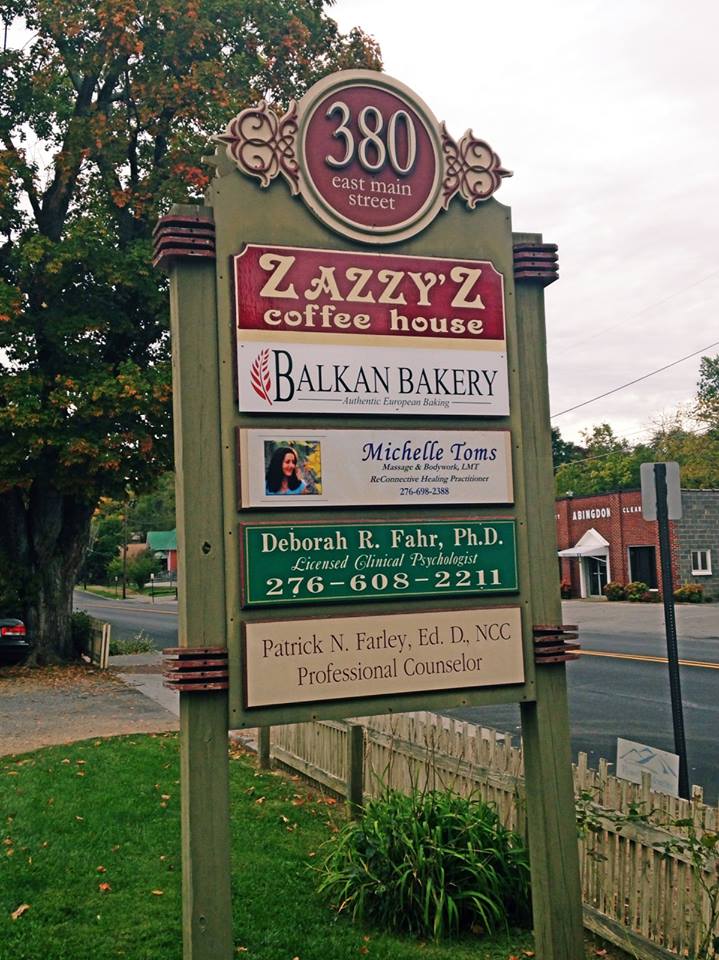 380
east main
street
ZAZZY'Z
coffee house
BALKAN BAKERY
Authentic European Baking
Michelle Toms
Massage & Bodywork, LMT
ReConnective Healing Practitioner
276-698-2388
Deborah R. Fahr, Ph.D.
Licensed Clinical Psychologist
276-608-2211
Patrick N. Farley, Ed. D., NCC
Professional Counselor
ABINGDON